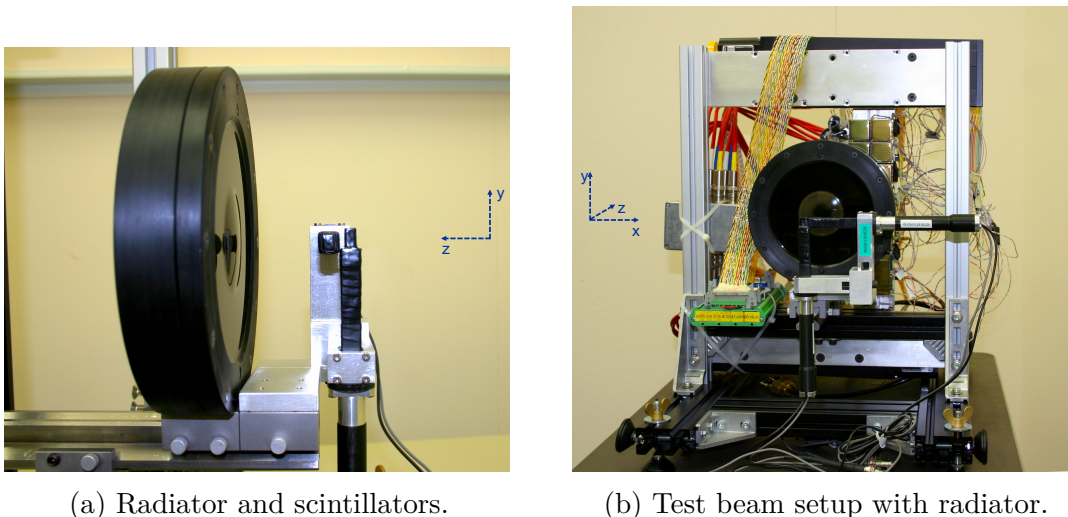 y
z
y
z
x
(a) Radiator and scintillators.
(b) Test beam setup with radiator.